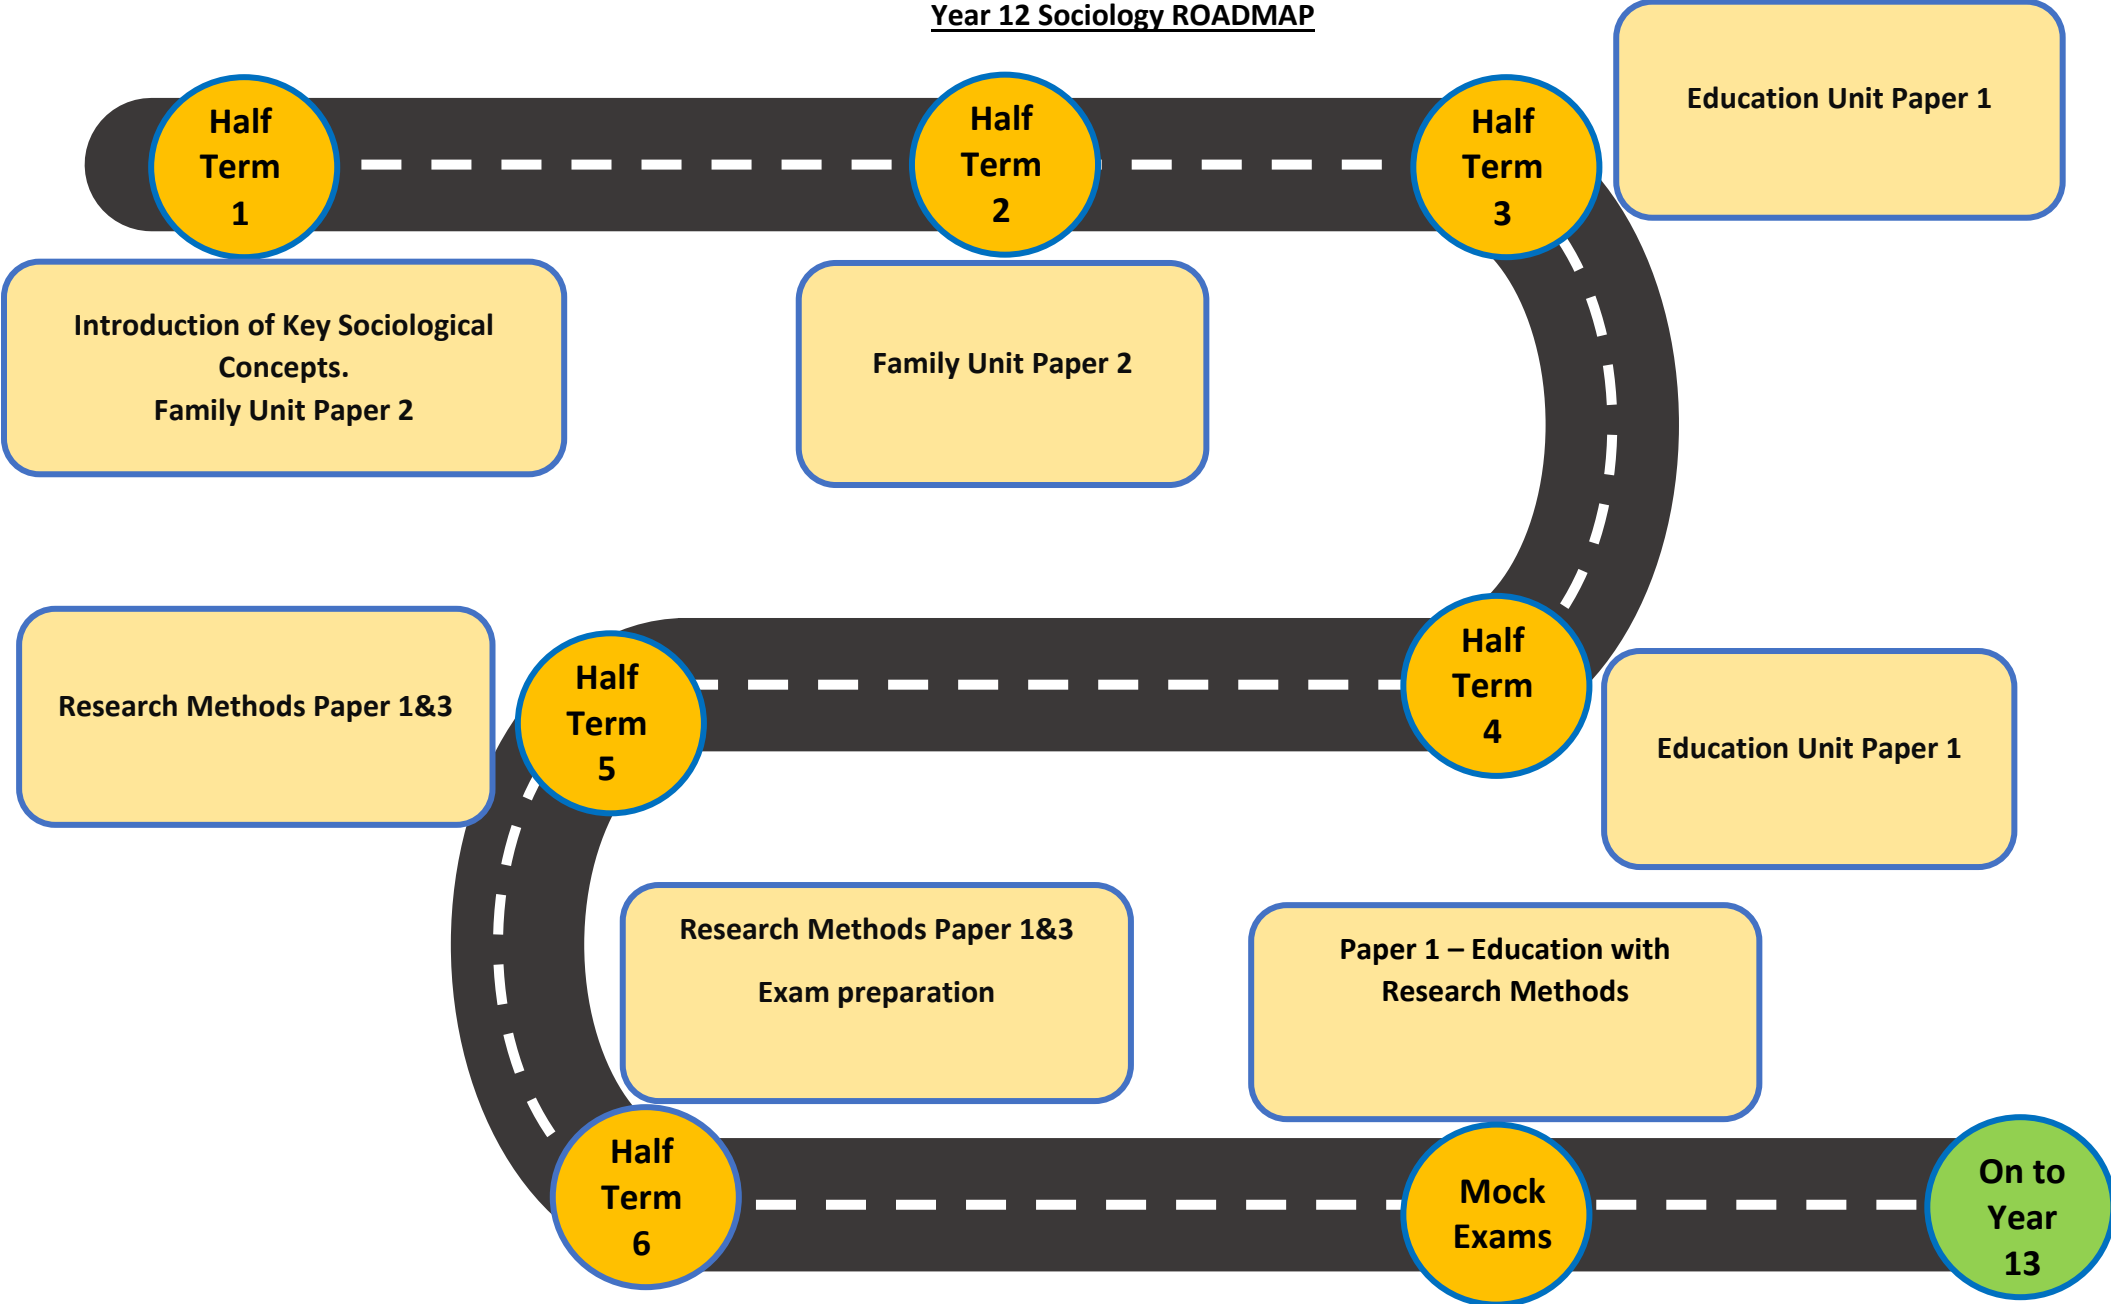 Year 12 Sociology ROADMAP
Half
Term
1
Introduction of Key Sociological
Concepts.
Family Unit Paper 2
Half
Term
2
Family Unit Paper 2
Half
Term
3
Education Unit Paper 1
Half
Term
4
Education Unit Paper 1
Half
Term
5
Research Methods Paper 1&3
Half
Term
6
Research Methods Paper 1&3
Exam preparation
Mock
Exams
Paper 1 – Education with
Research Methods
On to
Year
13